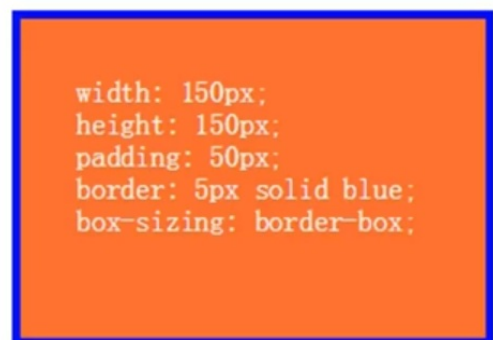 width: 150px;
height: 150px;
padding: 50px;
border: 5px solid blue;
box-sizing: border-box;